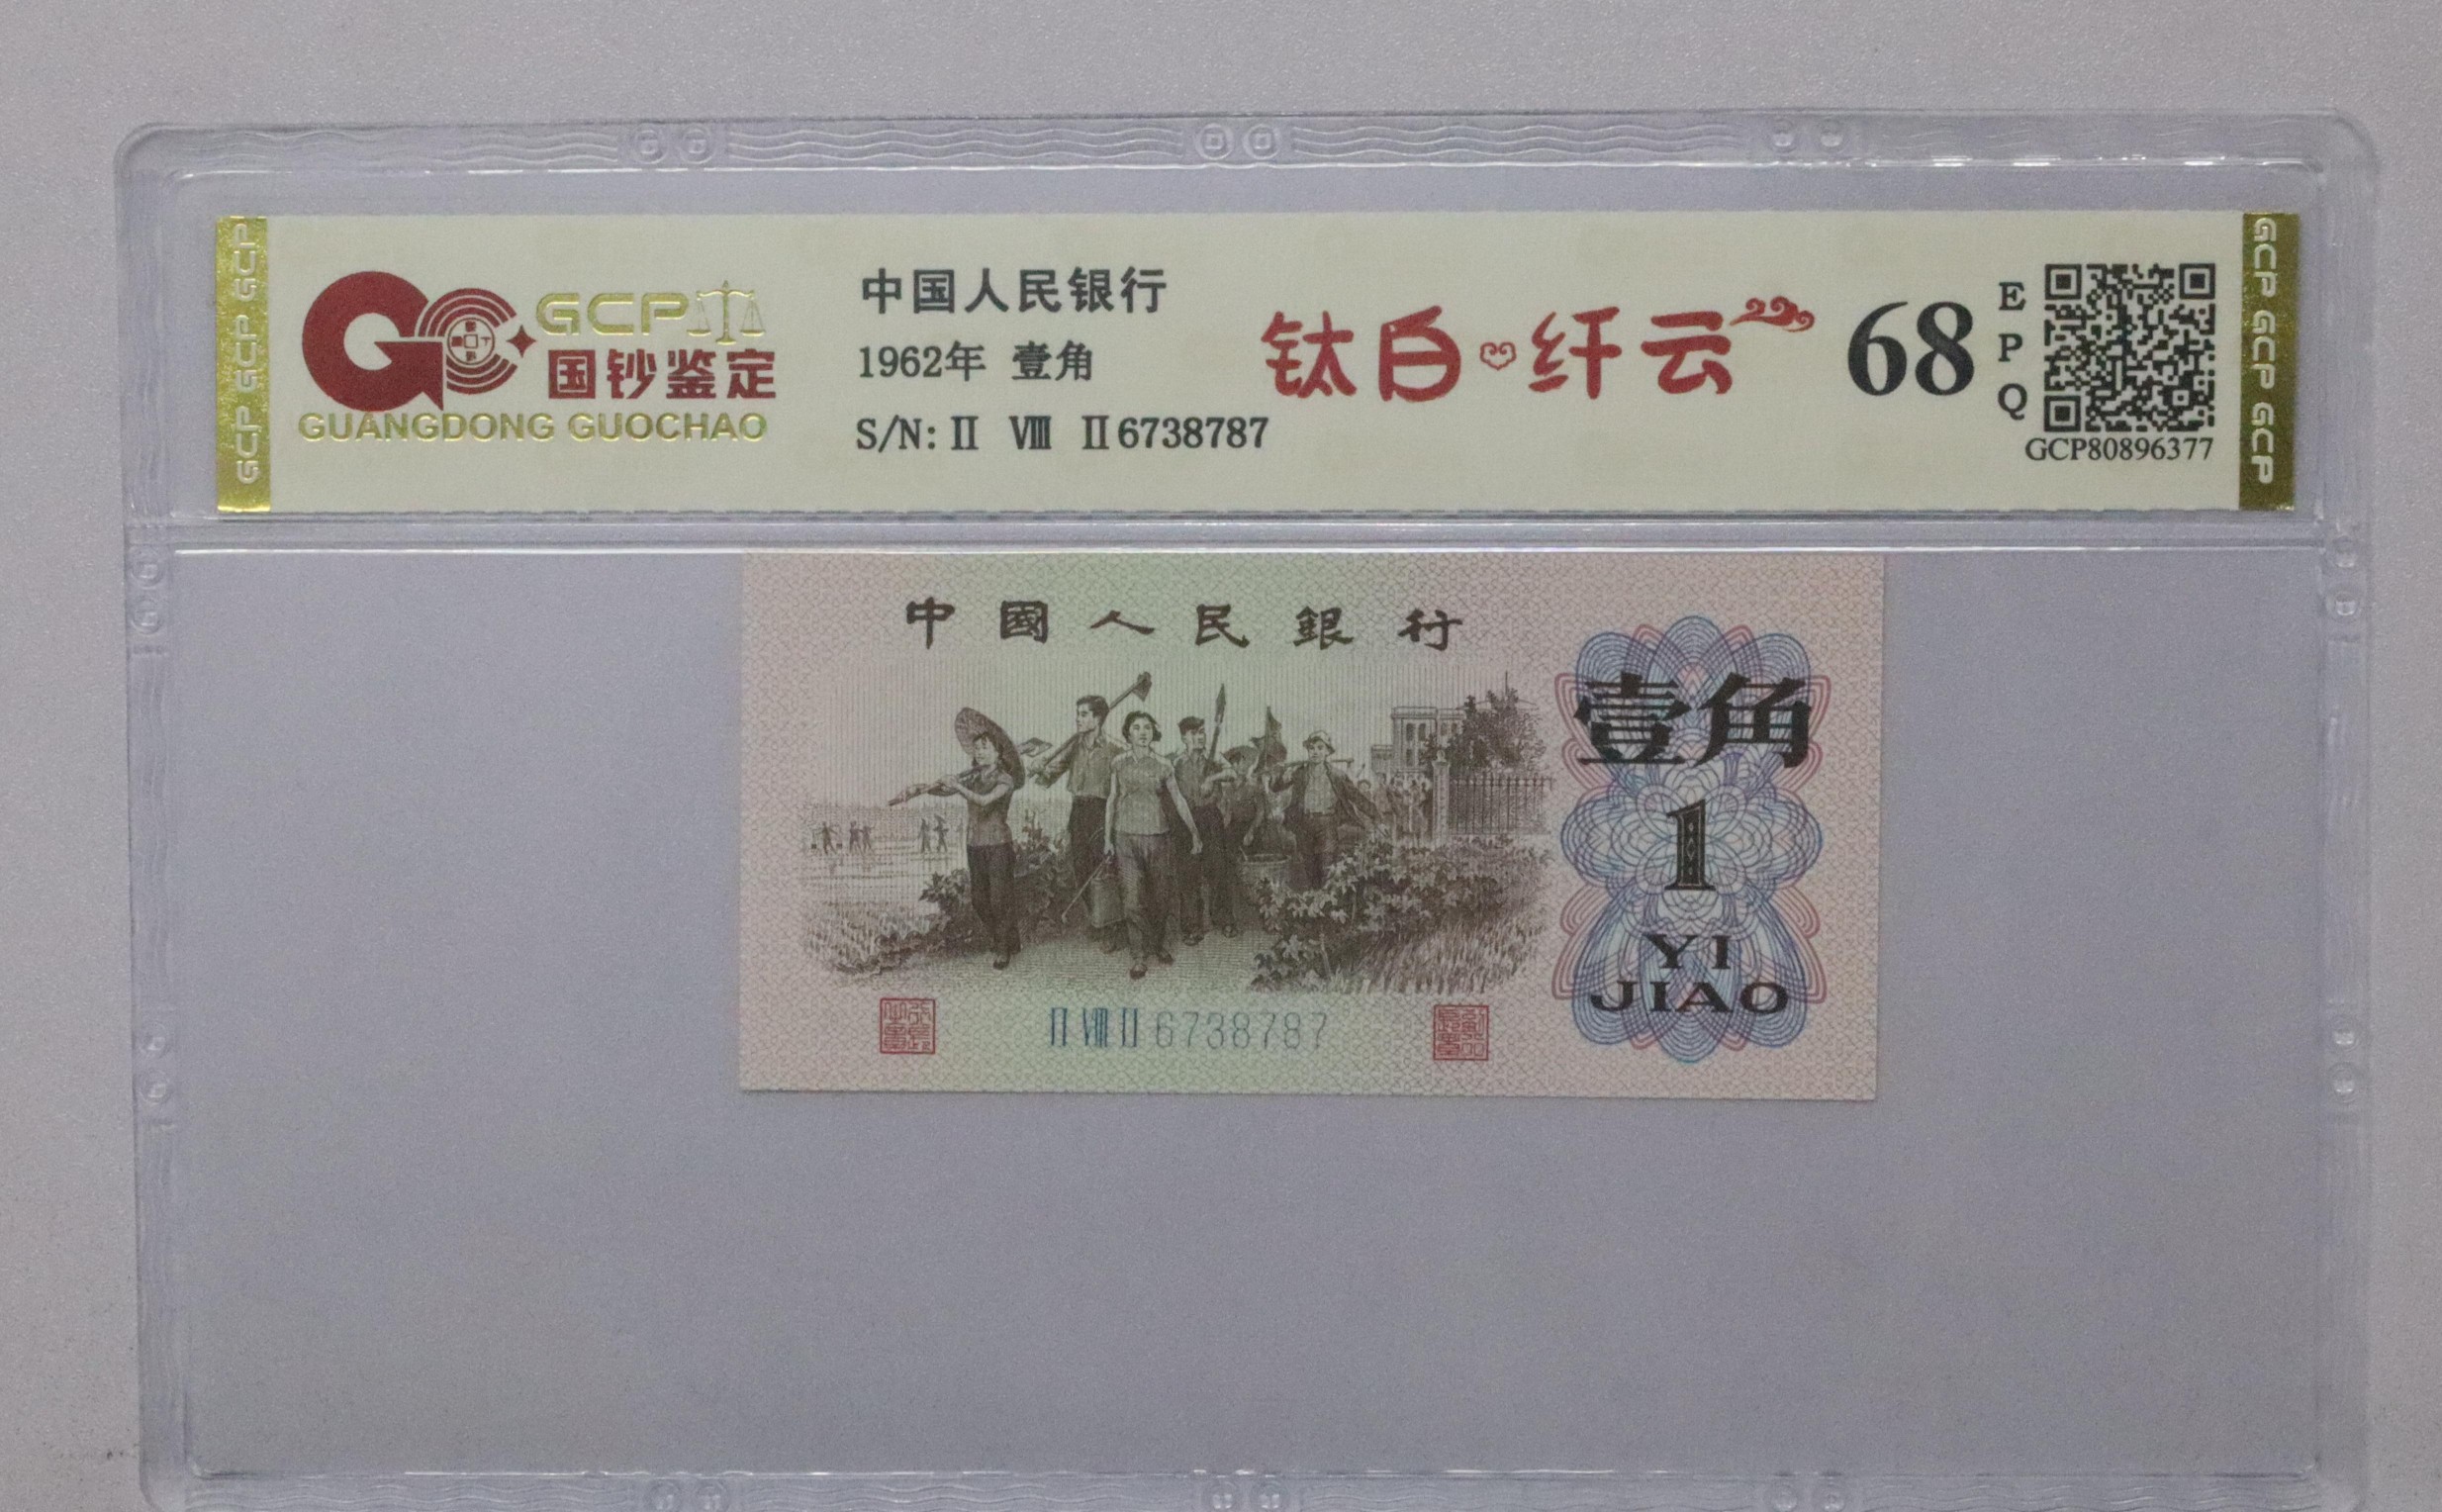 GCP GCP GCP
GCP
国钞鉴定
GUANGDONG GUOCHAO
中国人民银行
1962年 壹角
S/N: Ⅱ Ⅷ Ⅱ6738787
钛白纤云
68
EPQ
GCP80896377
GCP GCP GCP
中國人民銀行
壹角
1
YI
JIAO
Ⅱ Ⅷ Ⅱ 6738787